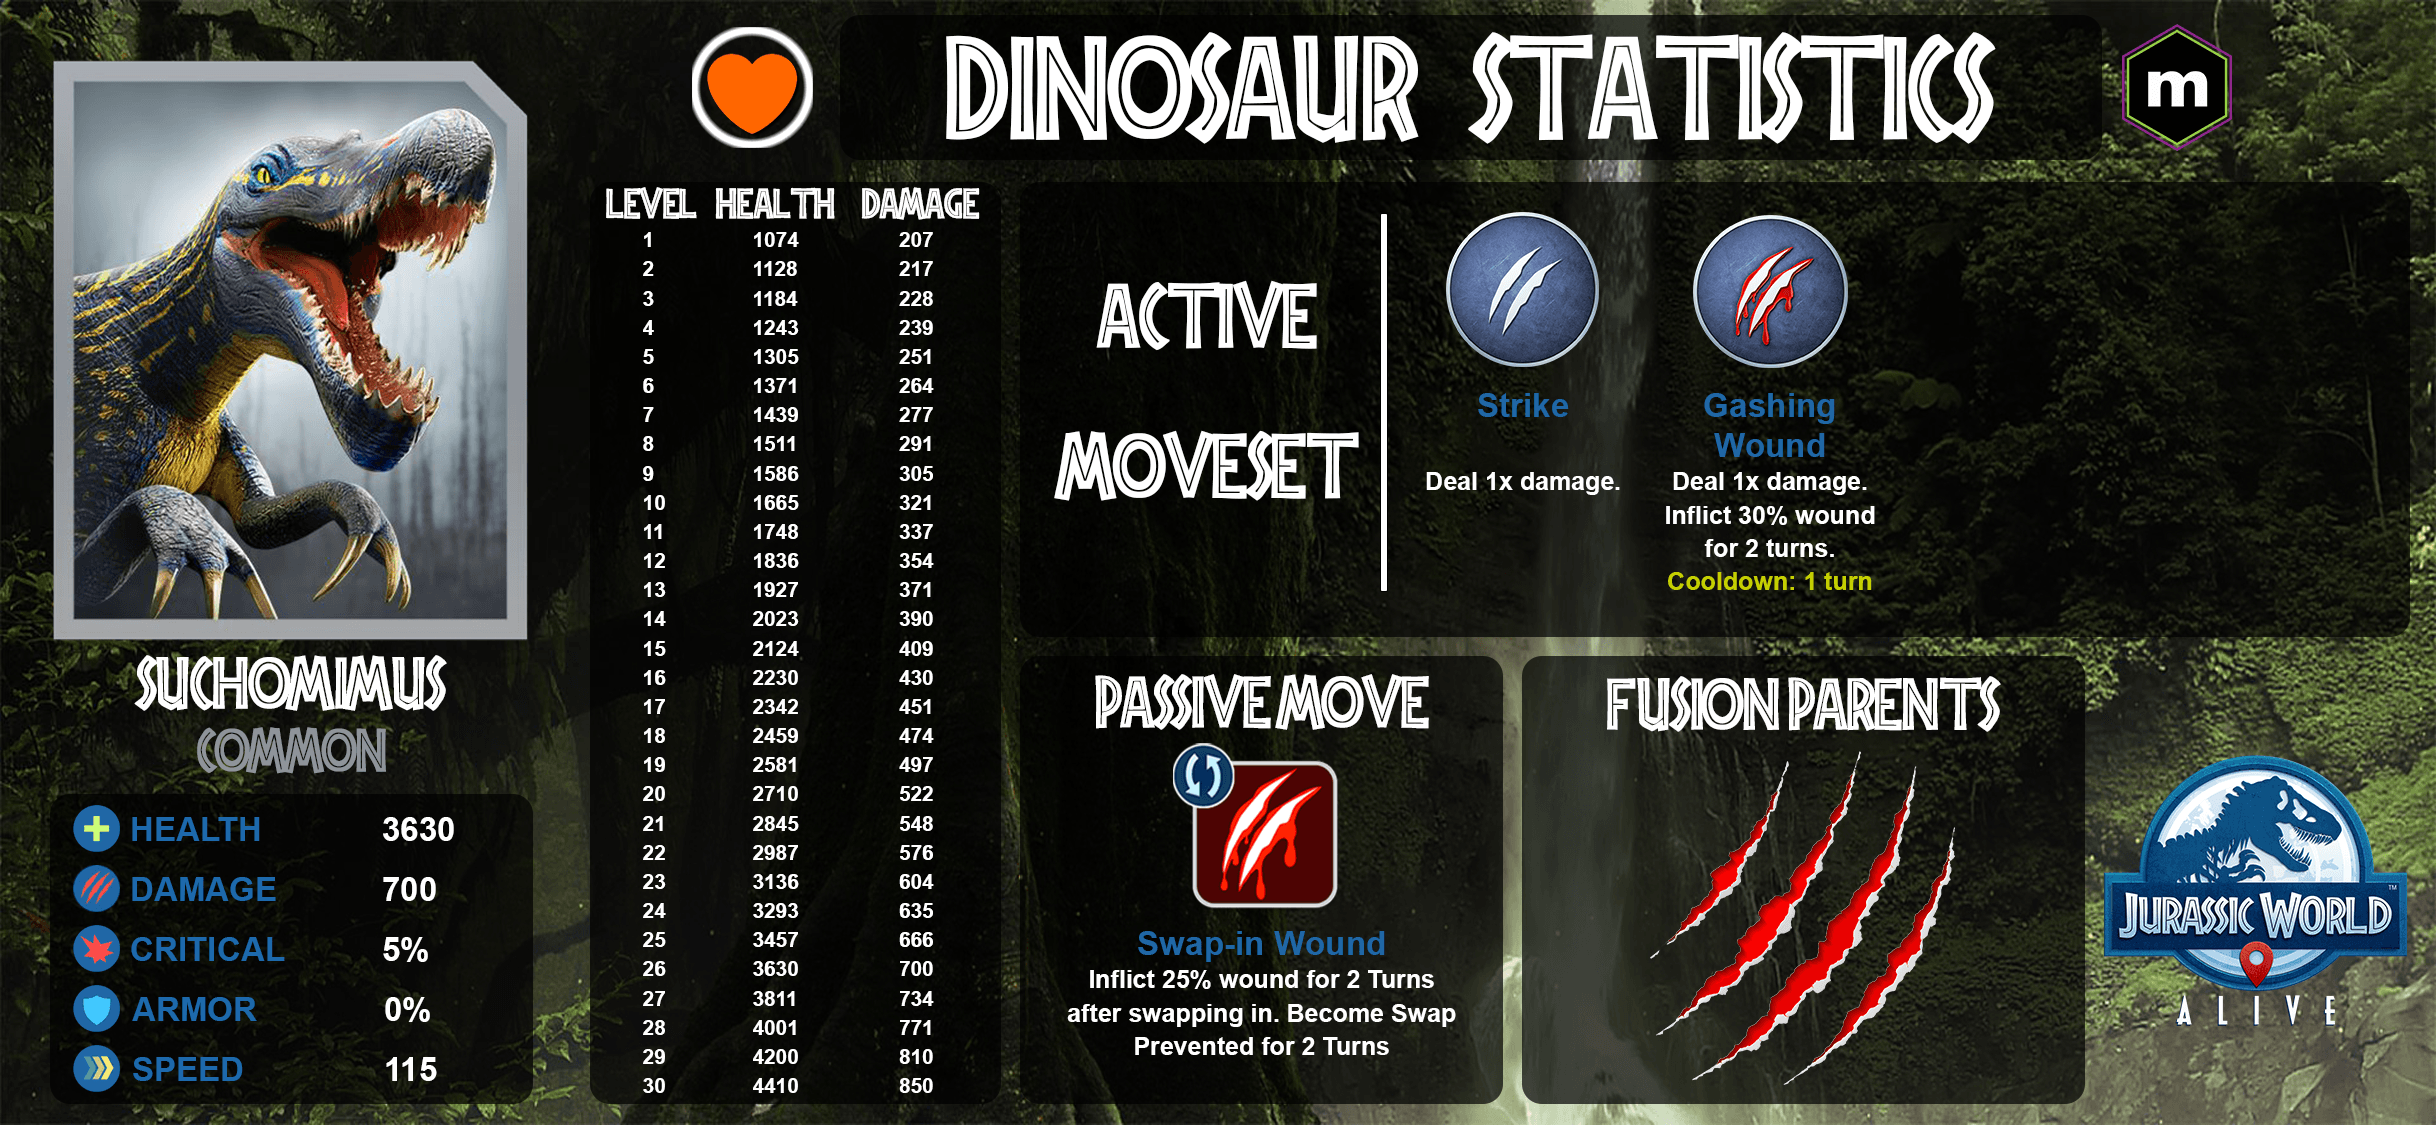 DINOSAUR STATISTICS
m
SUCHOMIMUS
COMMON
HEALTH 3630
DAMAGE 700
CRITICAL 5%
ARMOR 0%
SPEED 115
LEVEL HEALTH DAMAGE
1 1074 207
2 1128 217
3 1184 228
4 1243 239
5 1305 251
6 1371 264
7 1439 277
8 1511 291
9 1586 305
10 1665 321
11 1748 337
12 1836 354
13 1927 371
14 2023 390
15 2124 409
16 2230 430
17 2342 451
18 2459 474
19 2581 497
20 2710 522
21 2845 548
22 2987 576
23 3136 604
24 3293 635
25 3457 666
26 3630 700
27 3811 734
28 4001 771
29 4200 810
30 4410 850
ACTIVE
MOVESET
Strike
Deal 1x damage.
Gashing
Wound
Deal 1x damage.
Inflict 30% wound
for 2 turns.
Cooldown: 1 turn
PASSIVE MOVE
Swap-in Wound
Inflict 25% wound for 2 Turns
after swapping in. Become Swap
Prevented for 2 Turns
FUSION PARENTS
JURASSIC WORLD
TM
ALIVE